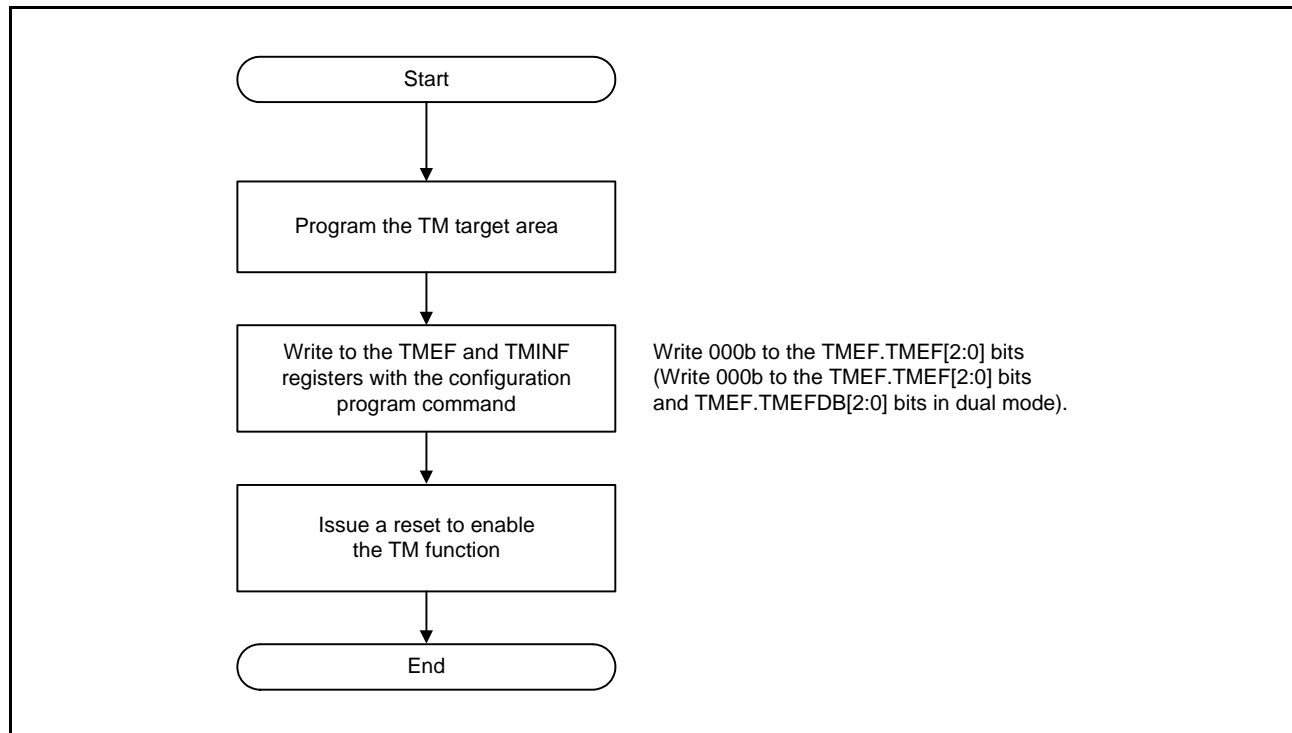 Start
Program the TM target area
Write to the TMEF and TMINF
registers with the configuration
program command
Write 000b to the TMEF.TMEF[2:0] bits
(Write 000b to the TMEF.TMEF[2:0] bits
and TMEF.TMEFDB[2:0] bits in dual mode).
Issue a reset to enable
the TM function
End